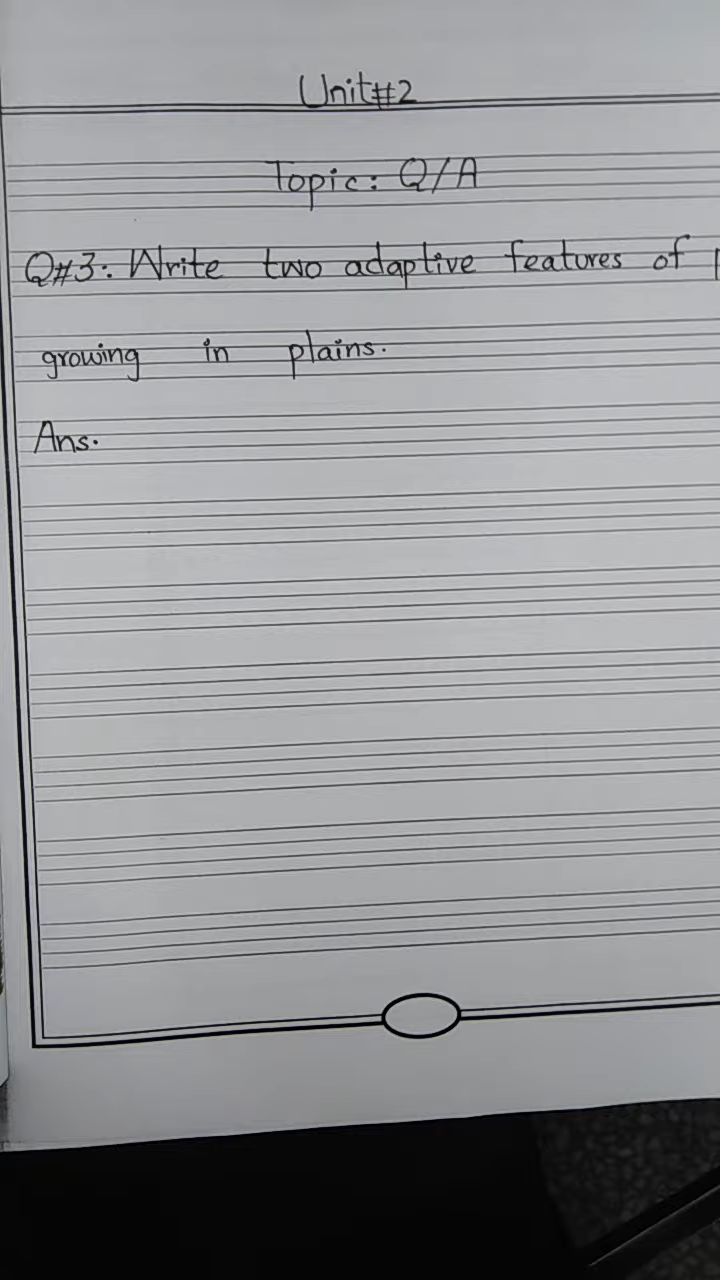 Unit#2
Topic: Q/A
Q#3: Write two adaptive features of
growing in plains.
Ans.